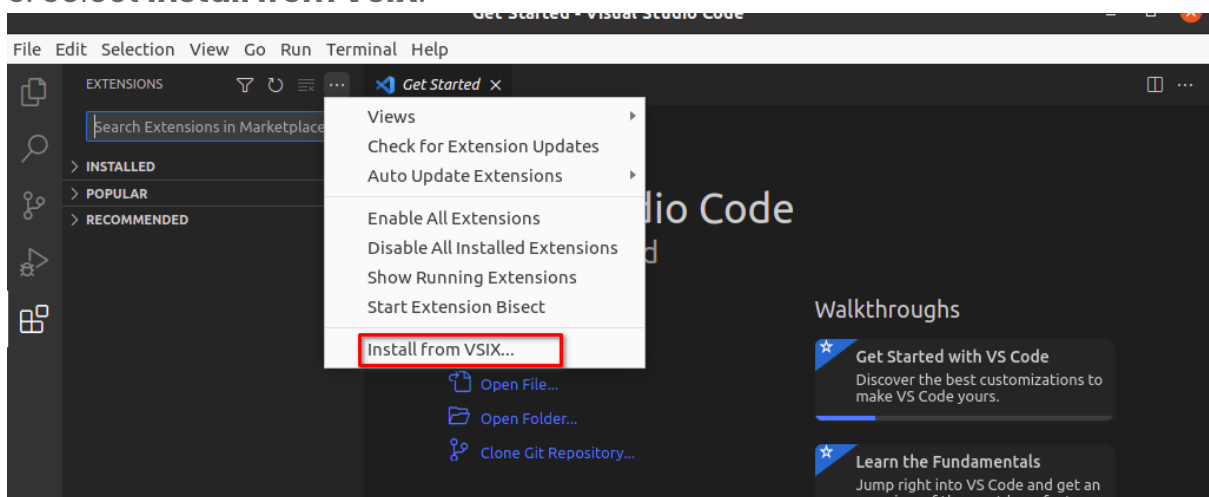 Select Install from VSIX.
Get Started - Visual Studio Code
File Edit Selection View Go Run Terminal Help
EXTENSIONS
Get Started
Search Extensions in Marketplace
INSTALLED
POPULAR
RECOMMENDED
Views
Check for Extension Updates
Auto Update Extensions
Enable All Extensions
Disable All Installed Extensions
Show Running Extensions
Start Extension Bisect
Install from VSIX...
dio Code
d
Open File...
Open Folder...
Clone Git Repository...
Walkthroughs
Get Started with VS Code
Discover the best customizations to
make VS Code yours.
Learn the Fundamentals
Jump right into VS Code and get an